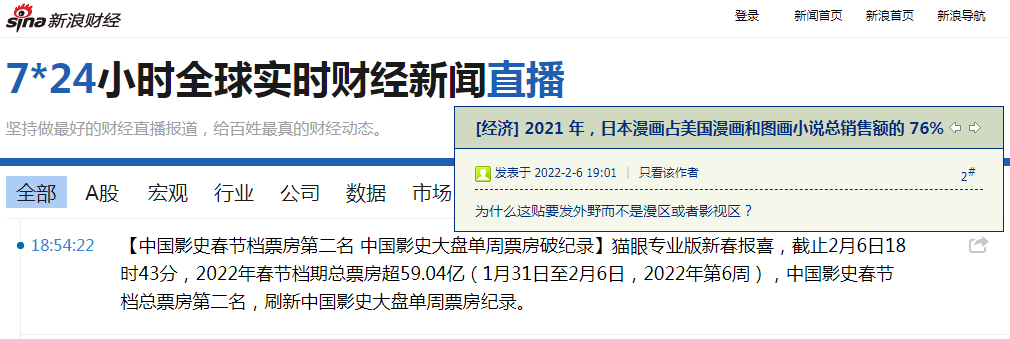 sina 新浪财经
登录 新闻首页 新浪首页 新浪导航
7*24小时全球实时财经新闻直播
坚持做最好的财经直播报道，给百姓最真的财经动态。
[经济] 2021 年，日本漫画占美国漫画和图画小说总销售额的 76%
发表于 2022-2-6 19:01 | 只看该作者 2#
为什么这贴要发外野而不是漫区或者影视区？
全部 A股 宏观 行业 公司 数据 市场
18:54:22 【中国影史春节档票房第二名 中国影史大盘单周票房破纪录】猫眼专业版新春报喜，截止2月6日18
时43分，2022年春节档期总票房超59.04亿（1月31日至2月6日，2022年第6周），中国影史春节
档总票房第二名，刷新中国影史大盘单周票房纪录。